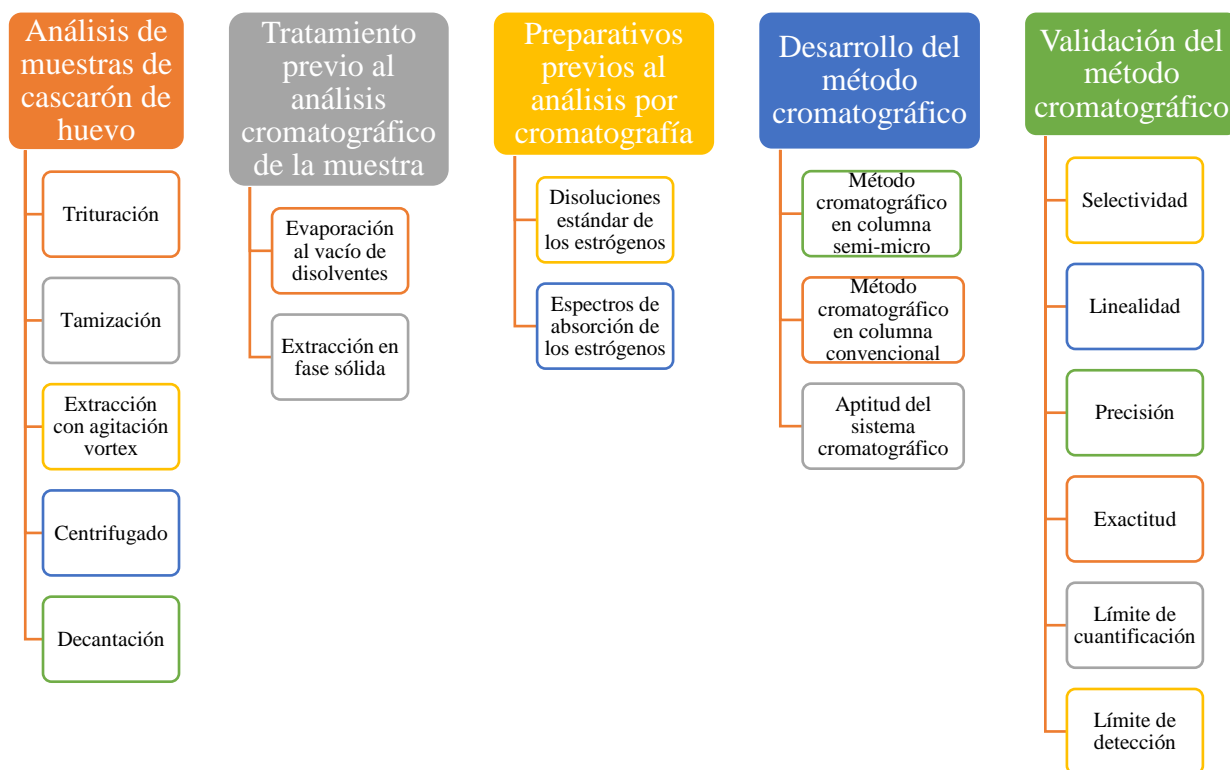 Análisis de
muestras de
cascarón de
huevo
Trituración
Tamización
Extracción
con agitación
vortex
Centrifugado
Decantación
Tratamiento
previo al
análisis
cromatográfico
de la muestra
Evaporación
al vacío de
disolventes
Extracción en
fase sólida
Preparativos
previos al
análisis por
cromatografía
Disoluciones
estándar de
los estrógenos
Espectros de
absorción de
los estrógenos
Desarrollo del
método
cromatográfico
Método
cromatográfico
en columna
semi-micro
Método
cromatográfico
en columna
convencional
Aptitud del
sistema
cromatográfico
Validación del
método
cromatográfico
Selectividad
Linealidad
Precisión
Exactitud
Límite de
cuantificación
Límite de
detección